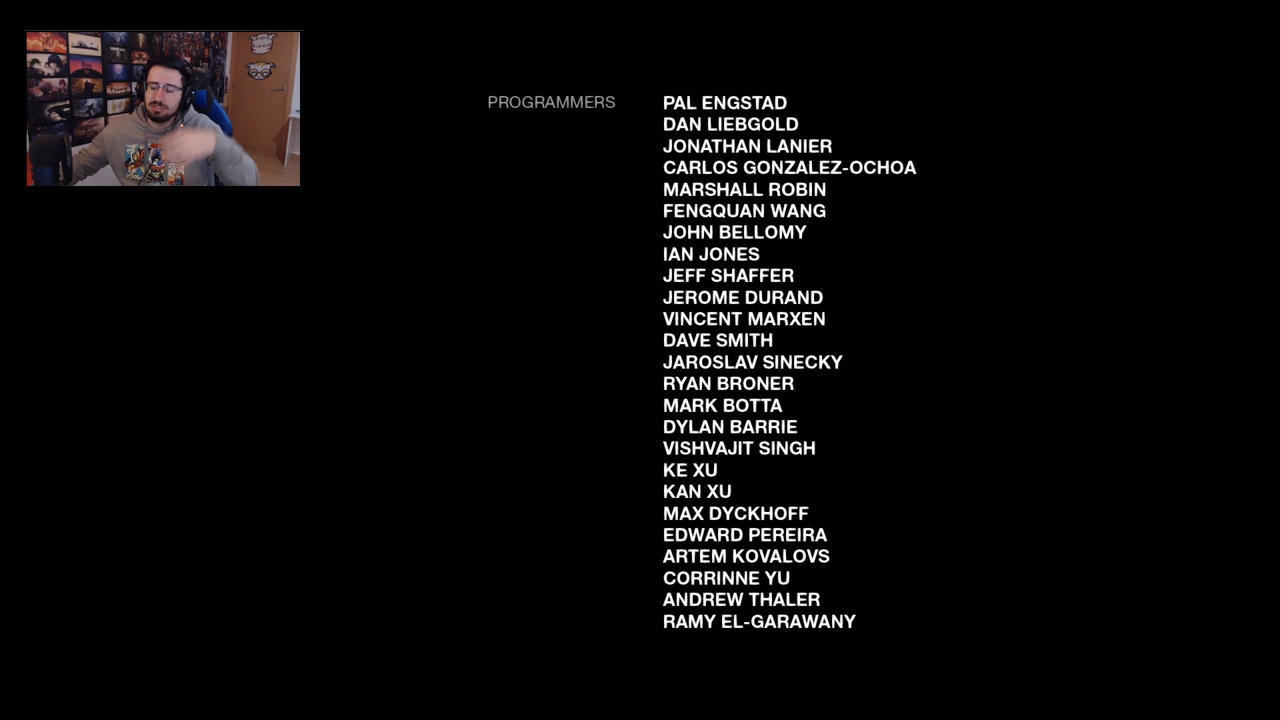 PROGRAMMERS PAL ENGSTAD
DAN LIEBGOLD
JONATHAN LANIER
CARLOS GONZALEZ-OCHOA
MARSHALL ROBIN
FENGQUAN WANG
JOHN BELLOMY
IAN JONES
JEFF SHAFFER
JEROME DURAND
VINCENT MARXEN
DAVE SMITH
JAROSLAV SINECKY
RYAN BRONER
MARK BOTTA
DYLAN BARRIE
VISHVAJIT SINGH
KE XU
KAN XU
MAX DYCKHOFF
EDWARD PEREIRA
ARTEM KOVALOVS
CORRINNE YU
ANDREW THALER
RAMY EL-GARAWANY